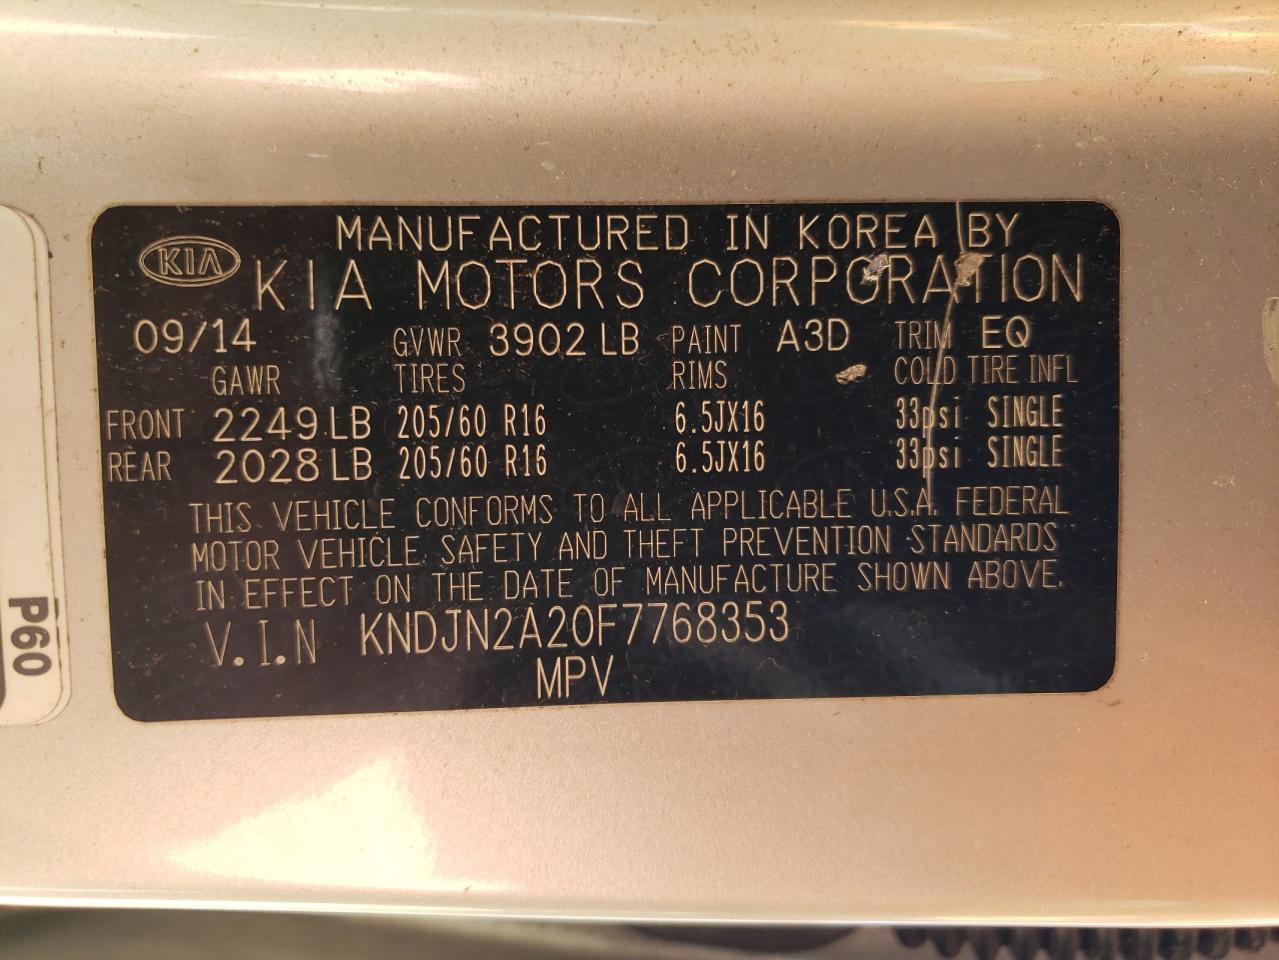 MANUFACTURED IN KOREA BY
KIA KIA MOTORS CORPORATION
09/14 GVWR 3902 LB PAINT A3D TRIM EQ
GAWR TIRES RIMS COLD TIRE INFL
FRONT 2249 LB 205/60 R16 6.5JX16 33psi SINGLE
REAR 2028 LB 205/60 R16 6.5JX16 33psi SINGLE
THIS VEHICLE CONFORMS TO ALL APPLICABLE U.S.A. FEDERAL
MOTOR VEHICLE SAFETY AND THEFT PREVENTION STANDARDS
IN EFFECT ON THE DATE OF MANUFACTURE SHOWN ABOVE.
V.I.N KNDJN2A20F7768353
MPV
P60